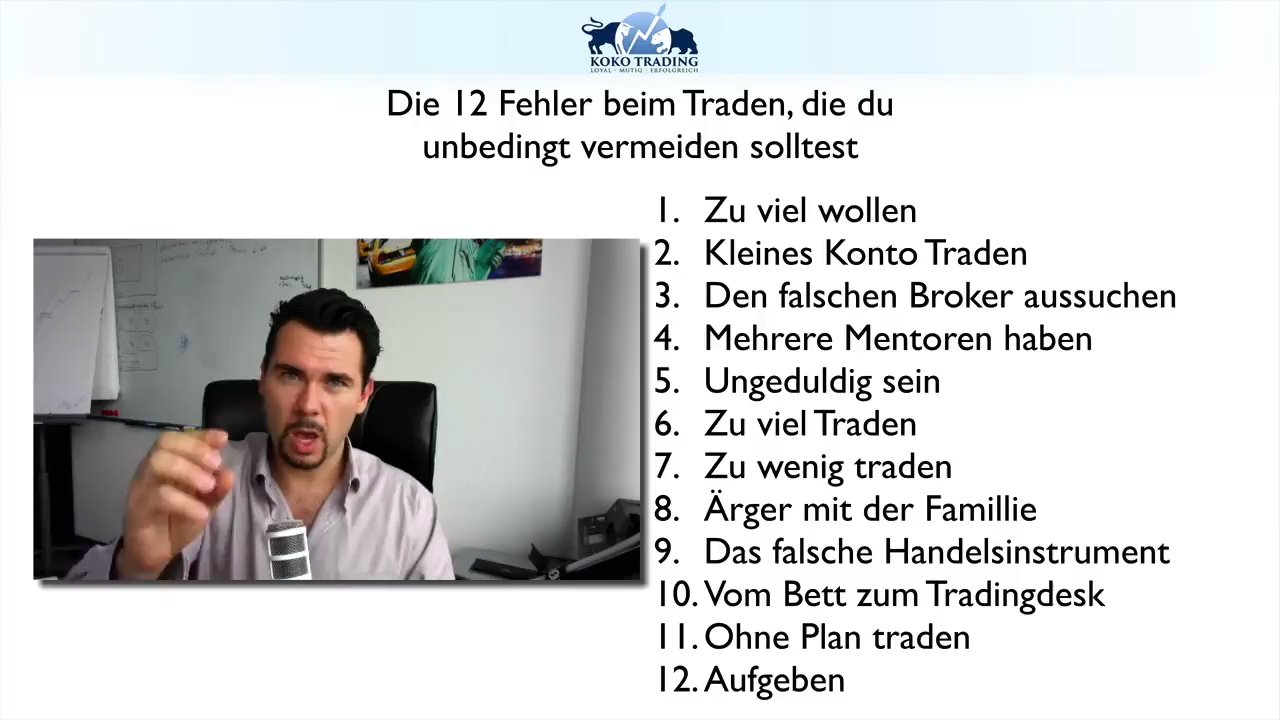 KOKO TRADING
LOYAL - MUTIG - ERFOLGREICH
Die 12 Fehler beim Traden, die du
unbedingt vermeiden solltest
1. Zu viel wollen
2. Kleines Konto Traden
3. Den falschen Broker aussuchen
4. Mehrere Mentoren haben
5. Ungeduldig sein
6. Zu viel Traden
7. Zu wenig traden
8. Ärger mit der Famillie
9. Das falsche Handelsinstrument
10. Vom Bett zum Tradingdesk
11. Ohne Plan traden
12. Aufgeben